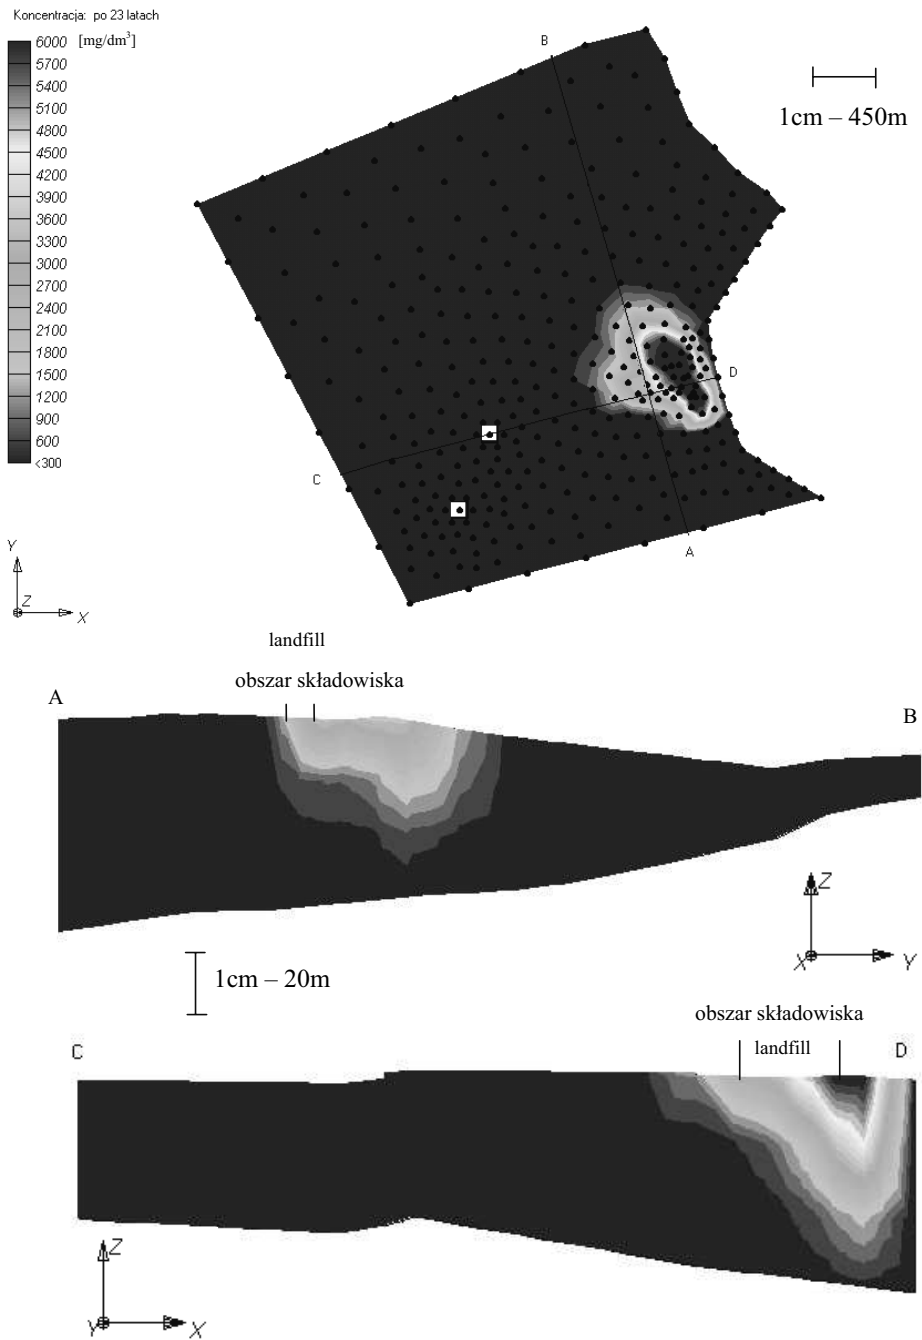 Koncentracja: po 23 latach
[mg/dm³]
6000
5700
5400
5100
4800
4500
4200
3900
3600
3300
3000
2700
2400
2100
1800
1500
1200
900
600
<300
1cm – 450m
B
D
C
A
Y
Z
X
landfill
obszar składowiska
A
B
Z
X
Y
1cm – 20m
obszar składowiska
landfill
C
D
Z
Y
X